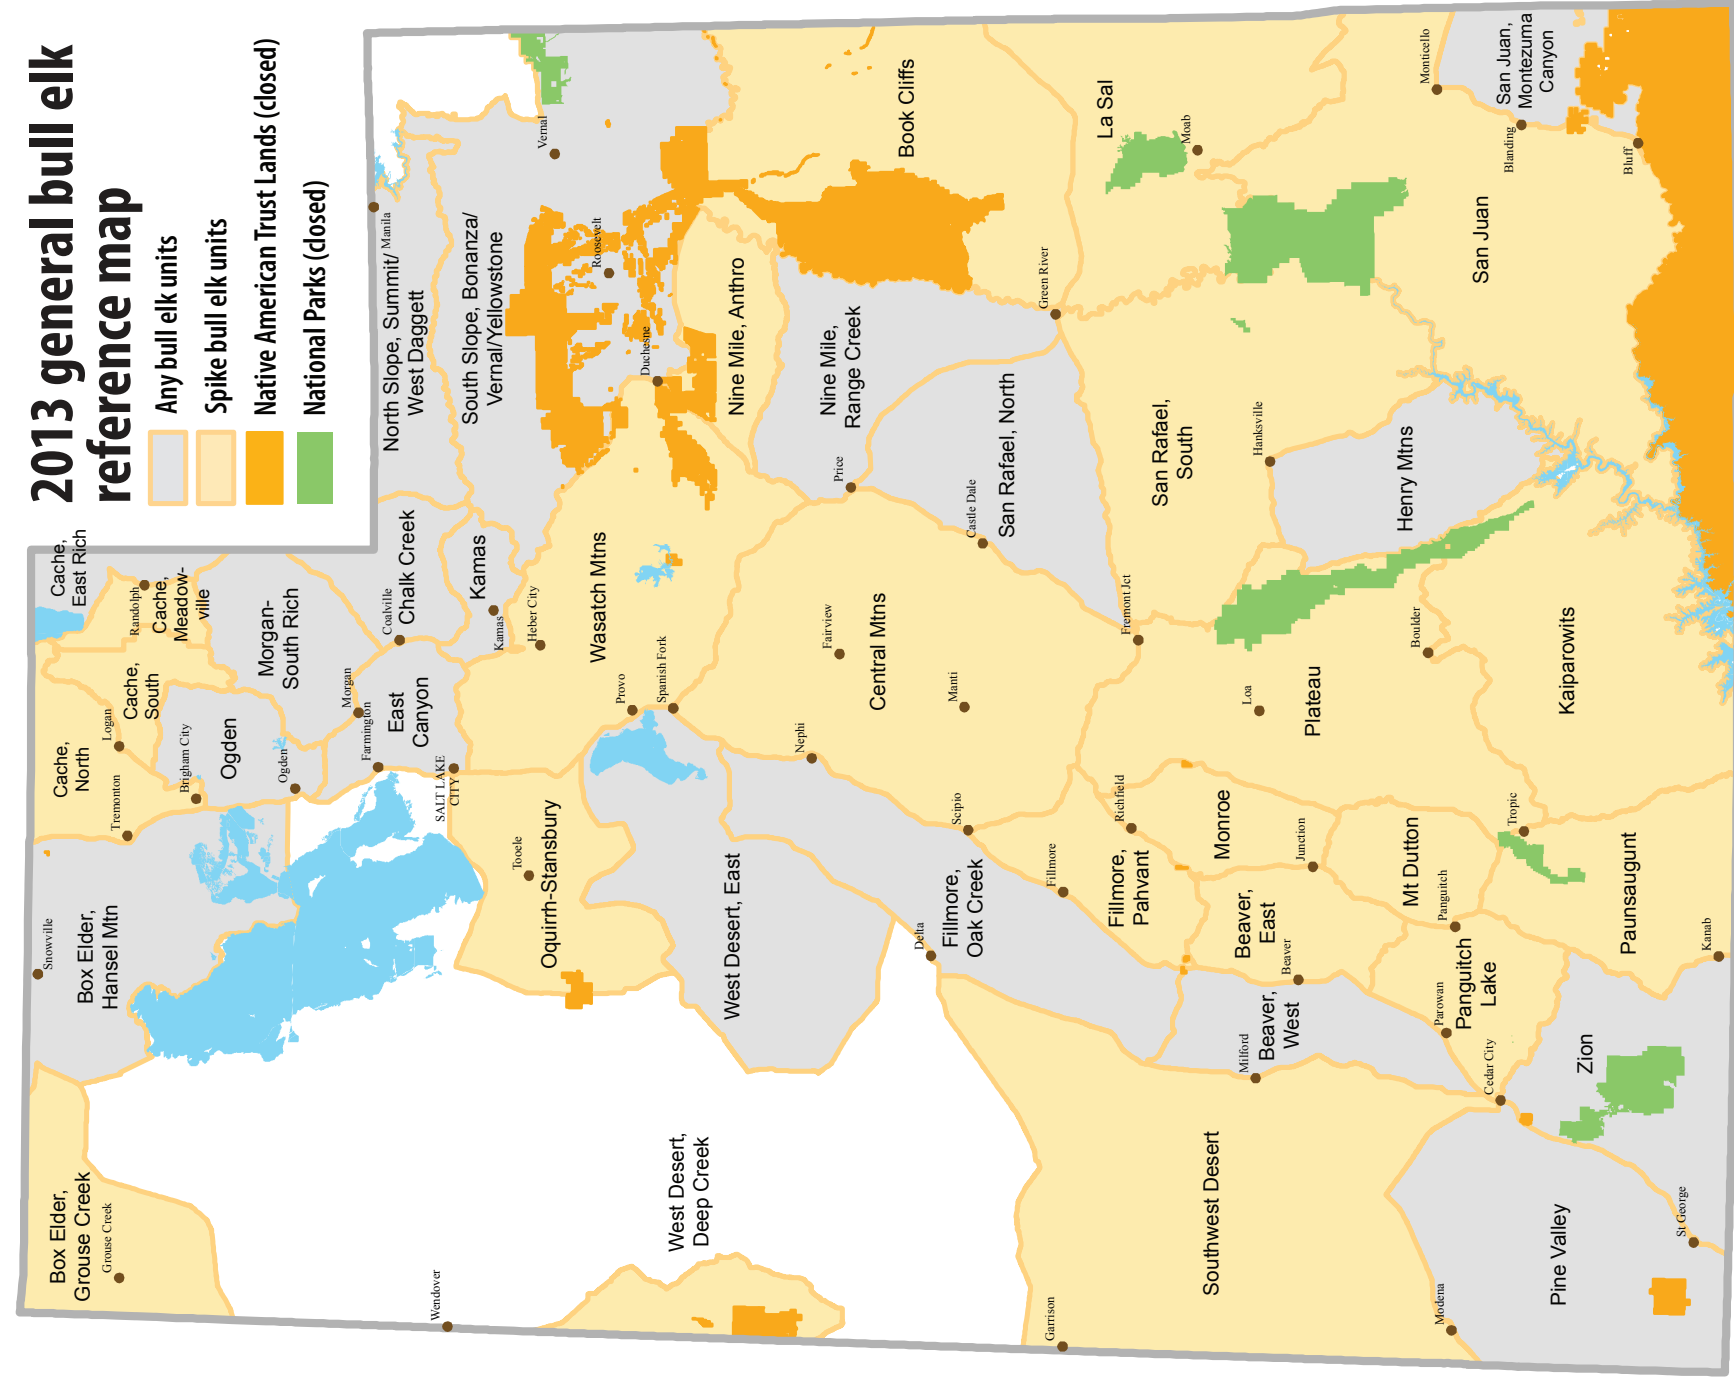 2013 general bull elk
reference map
Any bull elk units
Spike bull elk units
Native American Trust Lands (closed)
National Parks (closed)
Cache,
East Rich
Randolph
Cache,
Meadow-
ville
Cache,
South
Logan
Cache,
North
Tremonton
Brigham City
Ogden
Ogden
Morgan-
South Rich
Morgan
Farmington
East
Canyon
Coalville
Chalk Creek
Kamas
Kamas
SALT LAKE
CITY
Snowville
Box Elder,
Hansel Mtn
Box Elder,
Grouse Creek
Grouse Creek
Wendover
North Slope, Summit/
West Daggett
Manila
South Slope, Bonanza/
Vernal/Yellowstone
Vernal
Roosevelt
Duchesne
Heber City
Wasatch Mtns
Provo
Spanish Fork
Tooele
Oquirrh-Stansbury
West Desert,
Deep Creek
West Desert, East
Nine Mile, Anthro
Nine Mile,
Range Creek
Book Cliffs
Price
Fairview
Central Mtns
Nephi
Manti
Castle Dale
San Rafael, North
Green River
Scipio
Delta
Fillmore,
Oak Creek
Fillmore
Garrison
La Sal
Moab
Fremont Jct
San Rafael,
South
Hanksville
Richfield
Fillmore,
Pahvant
Monroe
Loa
Plateau
Junction
Beaver,
East
Beaver
Beaver,
West
Milford
Southwest Desert
Henry Mtns
San Juan
Monticello
San Juan,
Montezuma
Canyon
Blanding
Bluff
Boulder
Kaiparowits
Mt Dutton
Panguitch
Panguitch
Lake
Parowan
Cedar City
Tropic
Paunsaugunt
Kanab
Zion
Modena
Pine Valley
St George